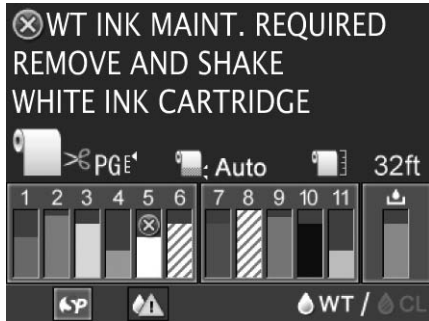 WT INK MAINT. REQUIRED
REMOVE AND SHAKE
WHITE INK CARTRIDGE
PGE : Auto 32ft
1 2 3 4 5 6 7 8 9 10 11
SP WT / CL